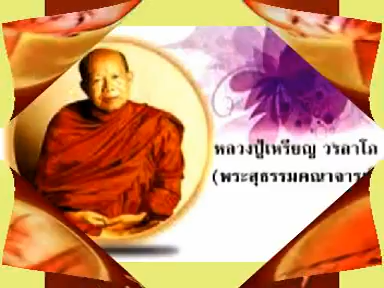 หลวงปู่เหรียญ วรลาโภ
(พระสุธรรมคณาจารย์